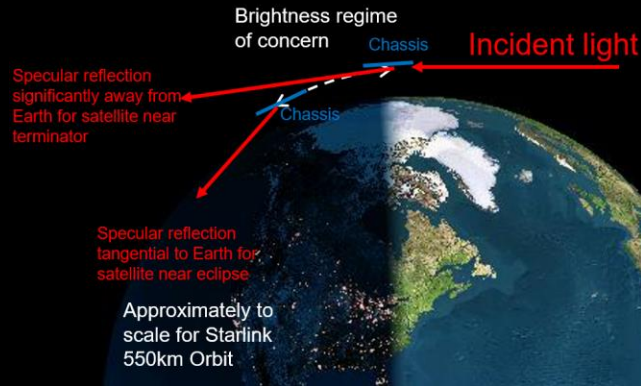 Brightness regime
of concern
Chassis
Incident light
Specular reflection
significantly away from
Earth for satellite near
terminator
Chassis
Specular reflection
tangential to Earth for
satellite near eclipse
Approximately to
scale for Starlink
550km Orbit